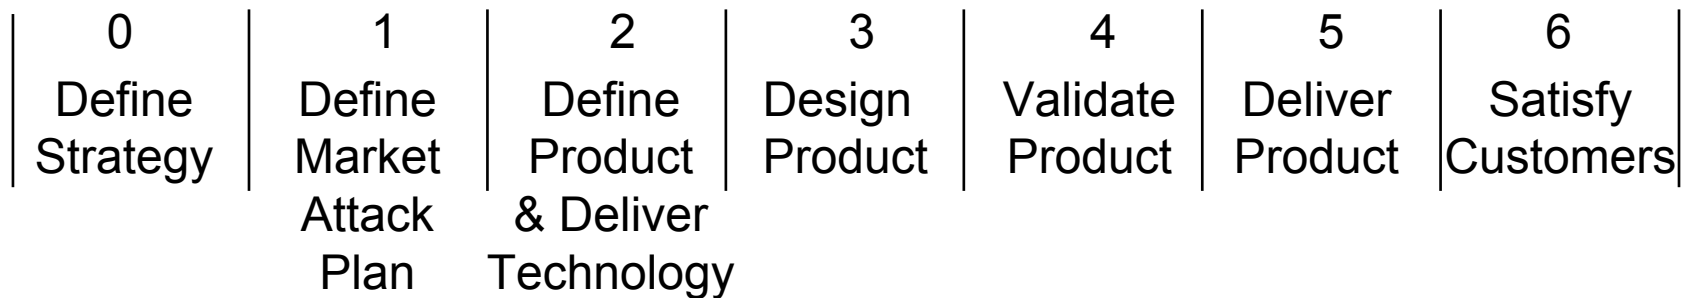 0
Define
Strategy
1
Define
Market
Attack
Plan
2
Define
Product
& Deliver
Technology
3
Design
Product
4
Validate
Product
5
Deliver
Product
6
Satisfy
Customers